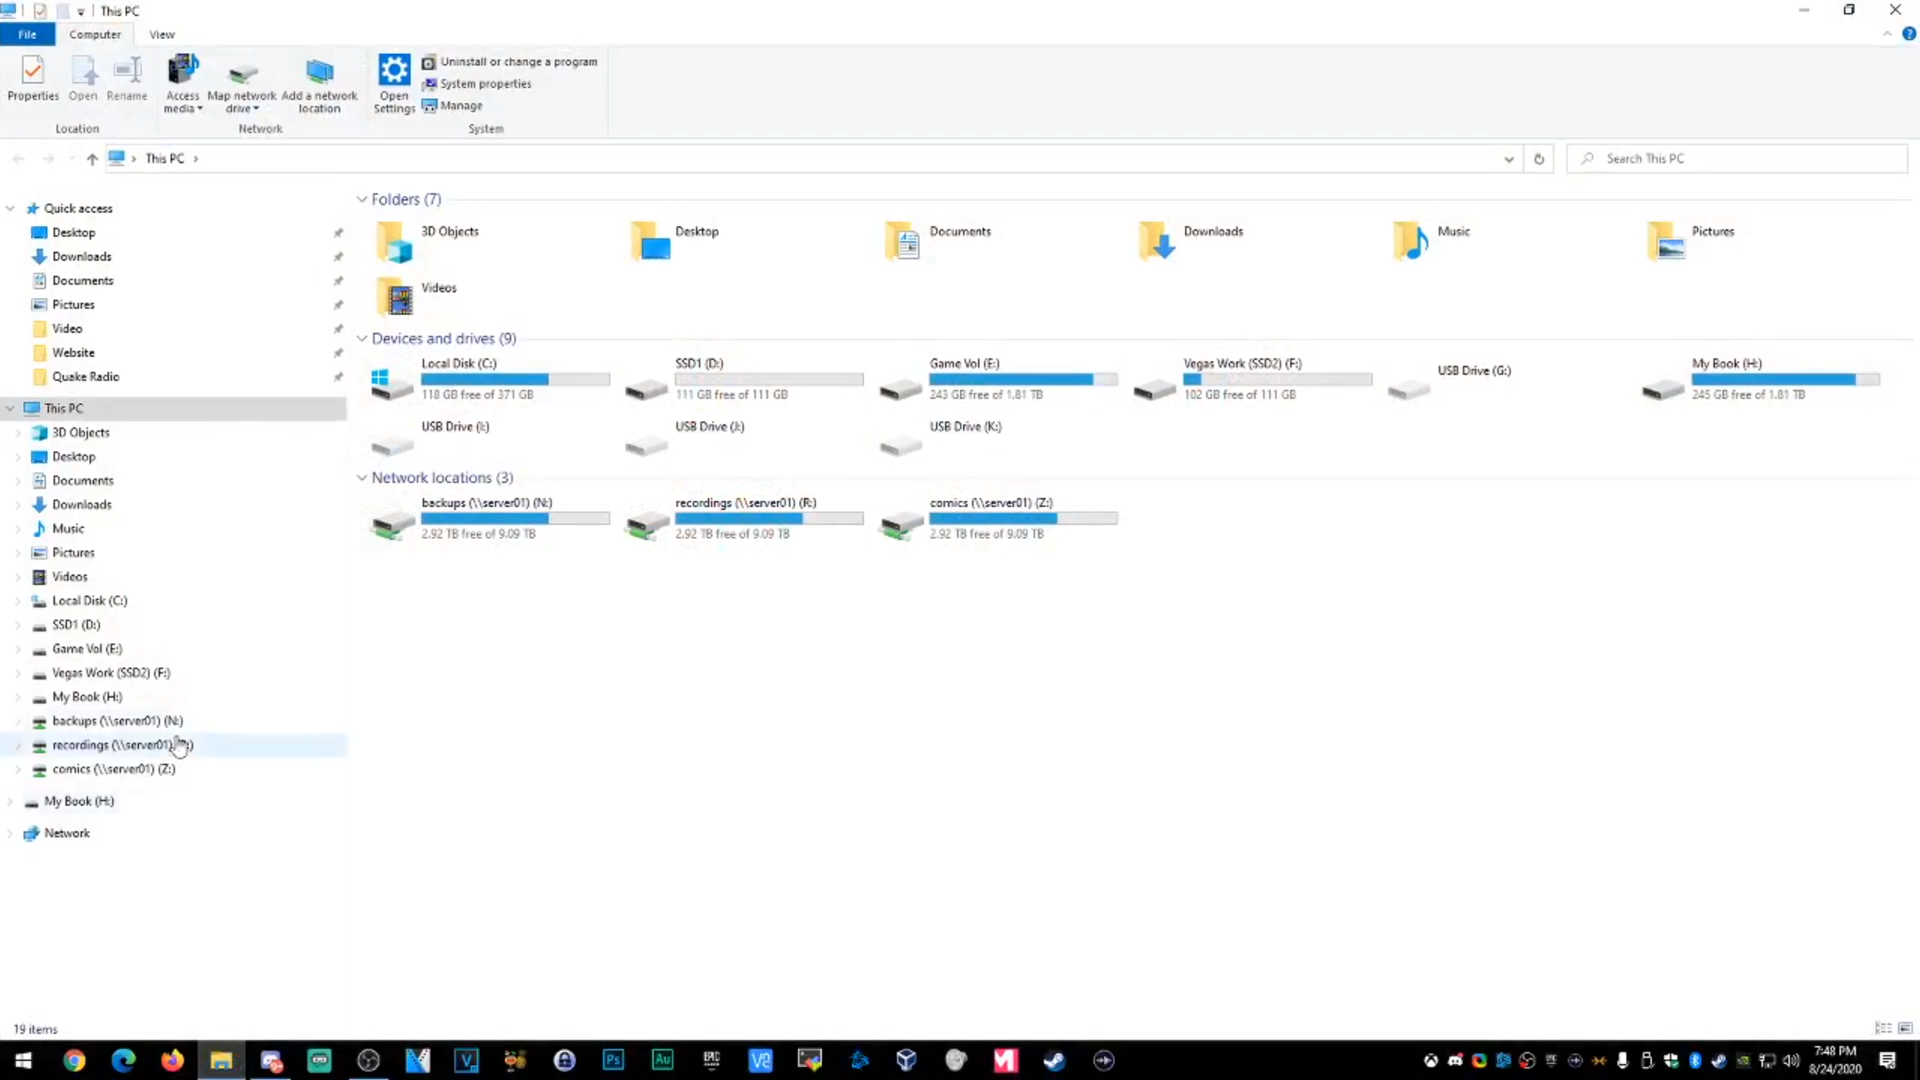 This PC
File Computer View
Properties Open Rename Access media Map network drive Add a network location Open Settings Uninstall or change a program
System properties
Manage
Location Network System
This PC Search This PC
Quick access
Desktop
Downloads
Documents
Pictures
Video
Website
Quake Radio
This PC
3D Objects
Desktop
Documents
Downloads
Music
Pictures
Videos
Local Disk (C:)
SSD1 (D:)
Game Vol (E:)
Vegas Work (SSD2) (F:)
My Book (H:)
backups (\\server01) (N:)
recordings (\\server01)
comics (\\server01) (Z:)
My Book (H:)
Network
Folders (7)
3D Objects Desktop Documents Downloads Music Pictures
Videos
Devices and drives (9)
Local Disk (C:) SSD1 (D:) Game Vol (E:) Vegas Work (SSD2) (F:) USB Drive (G:) My Book (H:)
118 GB free of 371 GB 111 GB free of 111 GB 243 GB free of 1.81 TB 102 GB free of 111 GB 245 GB free of 1.81 TB
USB Drive (I:) USB Drive (J:) USB Drive (K:)
Network locations (3)
backups (\\server01) (N:) recordings (\\server01) (R:) comics (\\server01) (Z:)
2.92 TB free of 9.09 TB 2.92 TB free of 9.09 TB 2.92 TB free of 9.09 TB
19 items
Ps Au EPIC
7:48 PM
8/24/2020